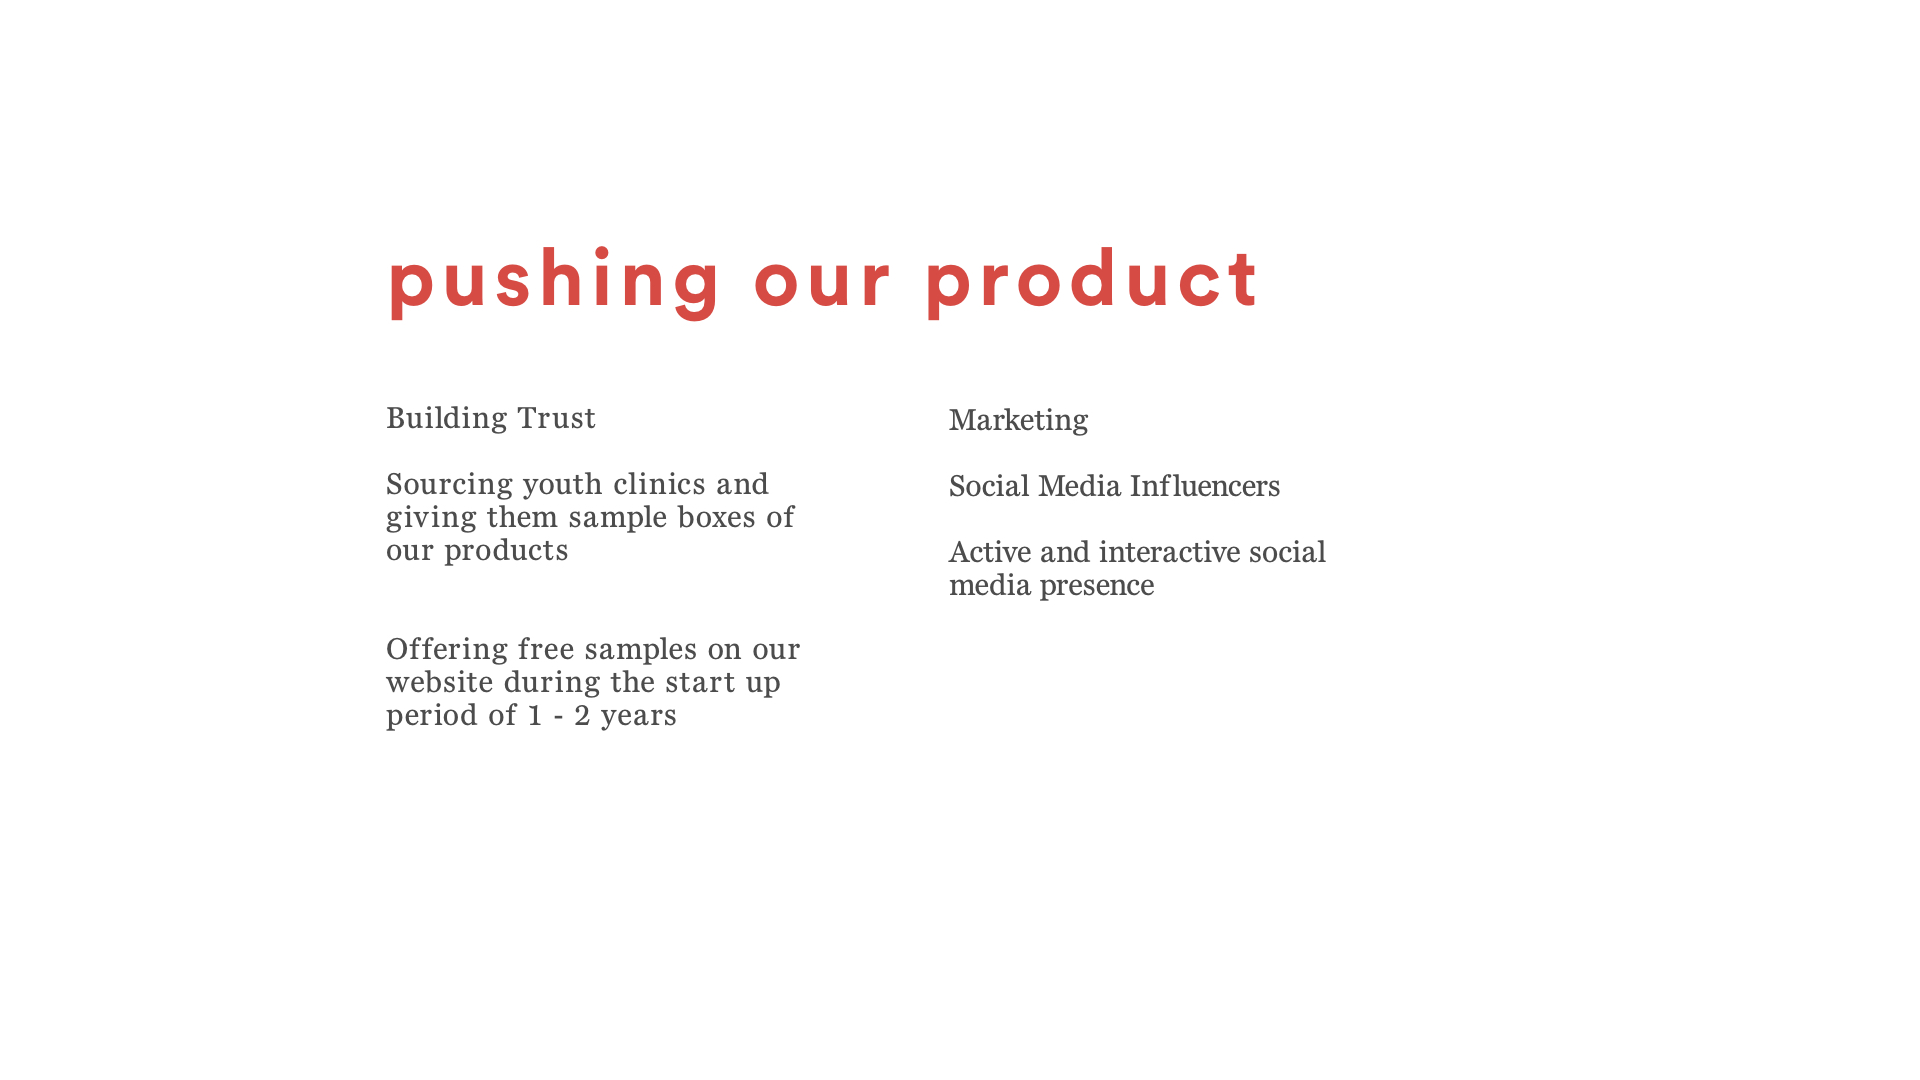 pushing our product
Building Trust
Sourcing youth clinics and
giving them sample boxes of
our products
Offering free samples on our
website during the start up
period of 1 - 2 years
Marketing
Social Media Influencers
Active and interactive social
media presence